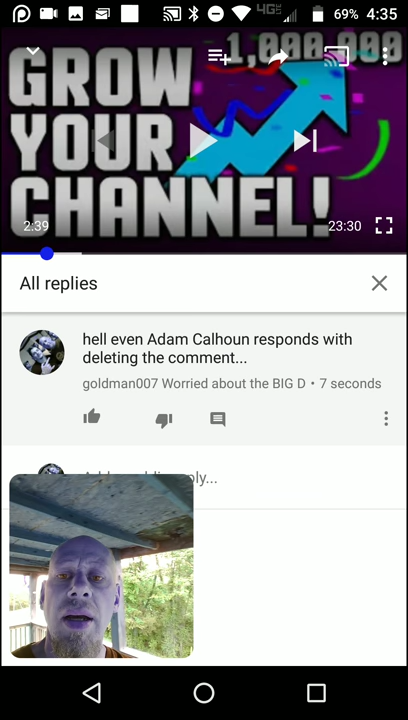 4G
69% 4:35
1,000,000
GROW
YOUR
CHANNEL!
2:39
23:30
All replies
hell even Adam Calhoun responds with
deleting the comment...
goldman007 Worried about the BIG D • 7 seconds